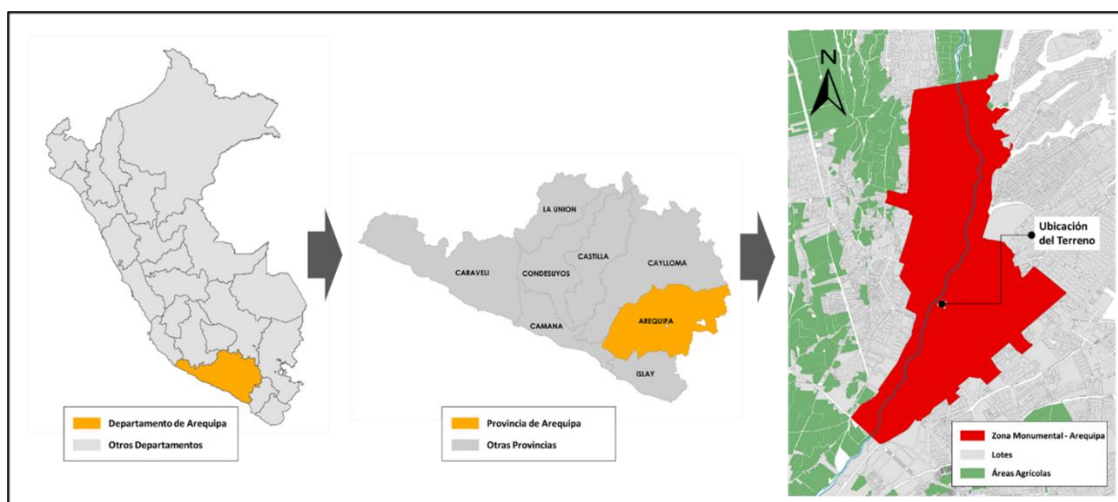 Departamento de Arequipa
Otros Departamentos
LA UNION
CASTILLA
CARAVELI
CONDESUYOS
CAYLLOMA
AREQUIPA
CAMANA
ISLAY
Provincia de Arequipa
Otras Provincias
N
Ubicación
del Terreno
Zona Monumental - Arequipa
Lotes
Áreas Agrícolas